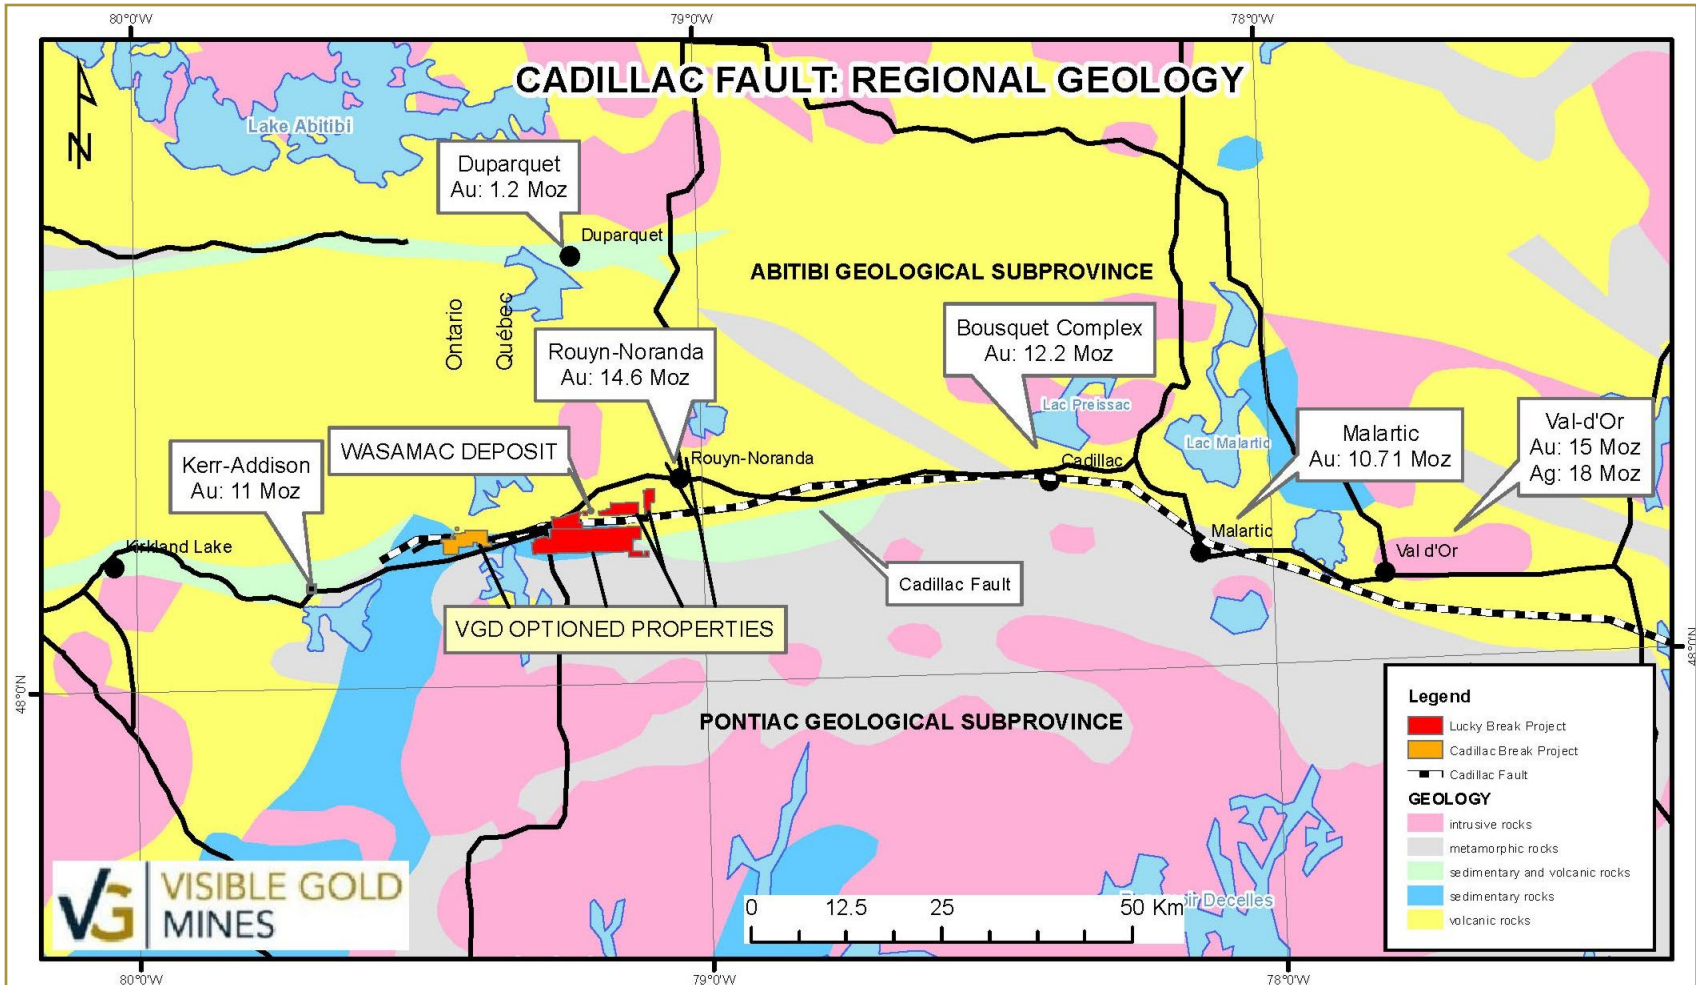 80°0'W
79°0'W
78°0'W
CADILLAC FAULT: REGIONAL GEOLOGY
N
Lake Abitibi
Duparquet
Au: 1.2 Moz
Duparquet
ABITIBI GEOLOGICAL SUBPROVINCE
Ontario
Québec
Rouyn-Noranda
Au: 14.6 Moz
Bousquet Complex
Au: 12.2 Moz
Lac Preissac
Lac Malartic
Malartic
Au: 10.71 Moz
Val-d'Or
Au: 15 Moz
Ag: 18 Moz
WASAMAC DEPOSIT
Kerr-Addison
Au: 11 Moz
Rouyn-Noranda
Cadillac
Kirkland Lake
Malartic
Val d'Or
Cadillac Fault
VGD OPTIONED PROPERTIES
48°0'N
48°0'N
PONTIAC GEOLOGICAL SUBPROVINCE
Legend
Lucky Break Project
Cadillac Break Project
Cadillac Fault
GEOLOGY
intrusive rocks
metamorphic rocks
sedimentary and volcanic rocks
sedimentary rocks
volcanic rocks
VG VISIBLE GOLD
MINES
0 12.5 25 50 Km
ir Decelles
80°0'W
79°0'W
78°0'W